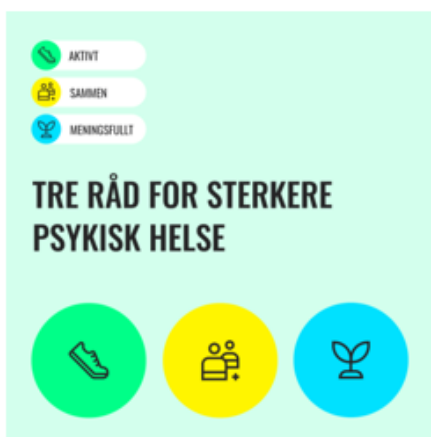 AKTIVT
SAMMEN
MENINGSFULLT
TRE RÅD FOR STERKERE
PSYKISK HELSE